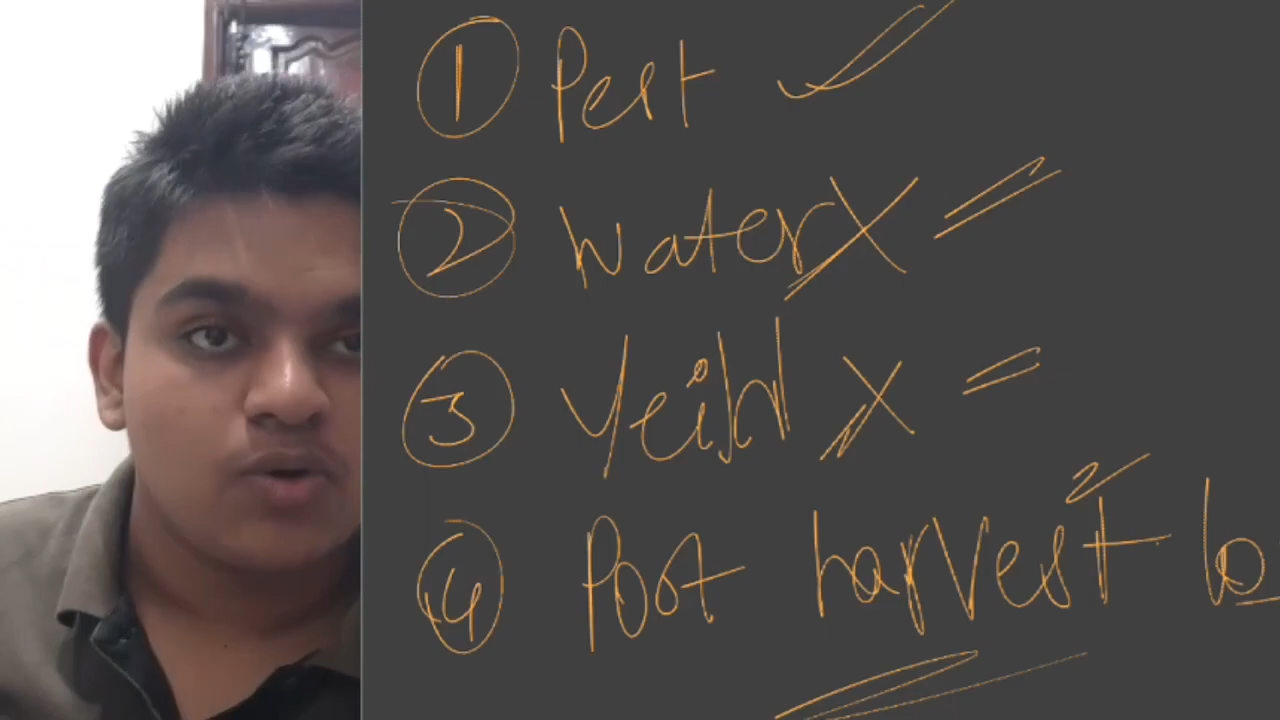 ① Pest ✓
② Water X
③ Yeild X
④ Post harvest lo